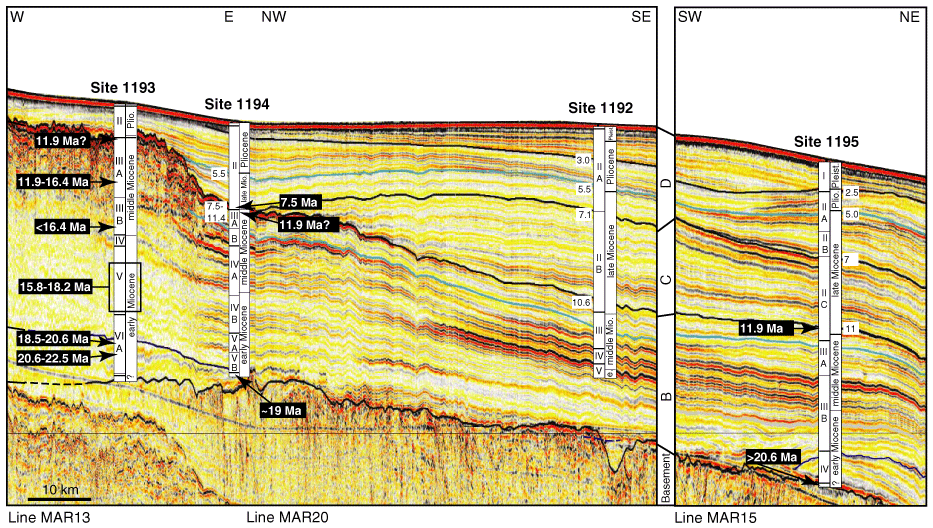 W E NW SE SW NE
Site 1193
Site 1194
Site 1192
Site 1195
11.9 Ma?
11.9-16.4 Ma
<16.4 Ma
15.8-18.2 Ma
18.5-20.6 Ma
20.6-22.5 Ma
II
III
A
III
B
IV
V
VI
A
Plio.
middle Miocene
early Miocene
?
5.5
7.5-
11.4
II
III
A
B
IV
A
IV
B
V
A
V
B
Pliocene
late Mio.
middle Miocene
early Miocene
7.5 Ma
11.9 Ma?
~19 Ma
3.0
5.5
7.1
10.6
II
A
II
B
III
IV
V
Pleist.
Pliocene
late Miocene
middle Mio.
e.
D
C
B
Basement
I
II
A
II
B
II
C
III
A
III
B
IV
Pleist.
Plio.
late Miocene
middle Miocene
early Miocene
?
2.5
5.0
7
11
11.9 Ma
>20.6 Ma
10 km
Line MAR13 Line MAR20 Line MAR15